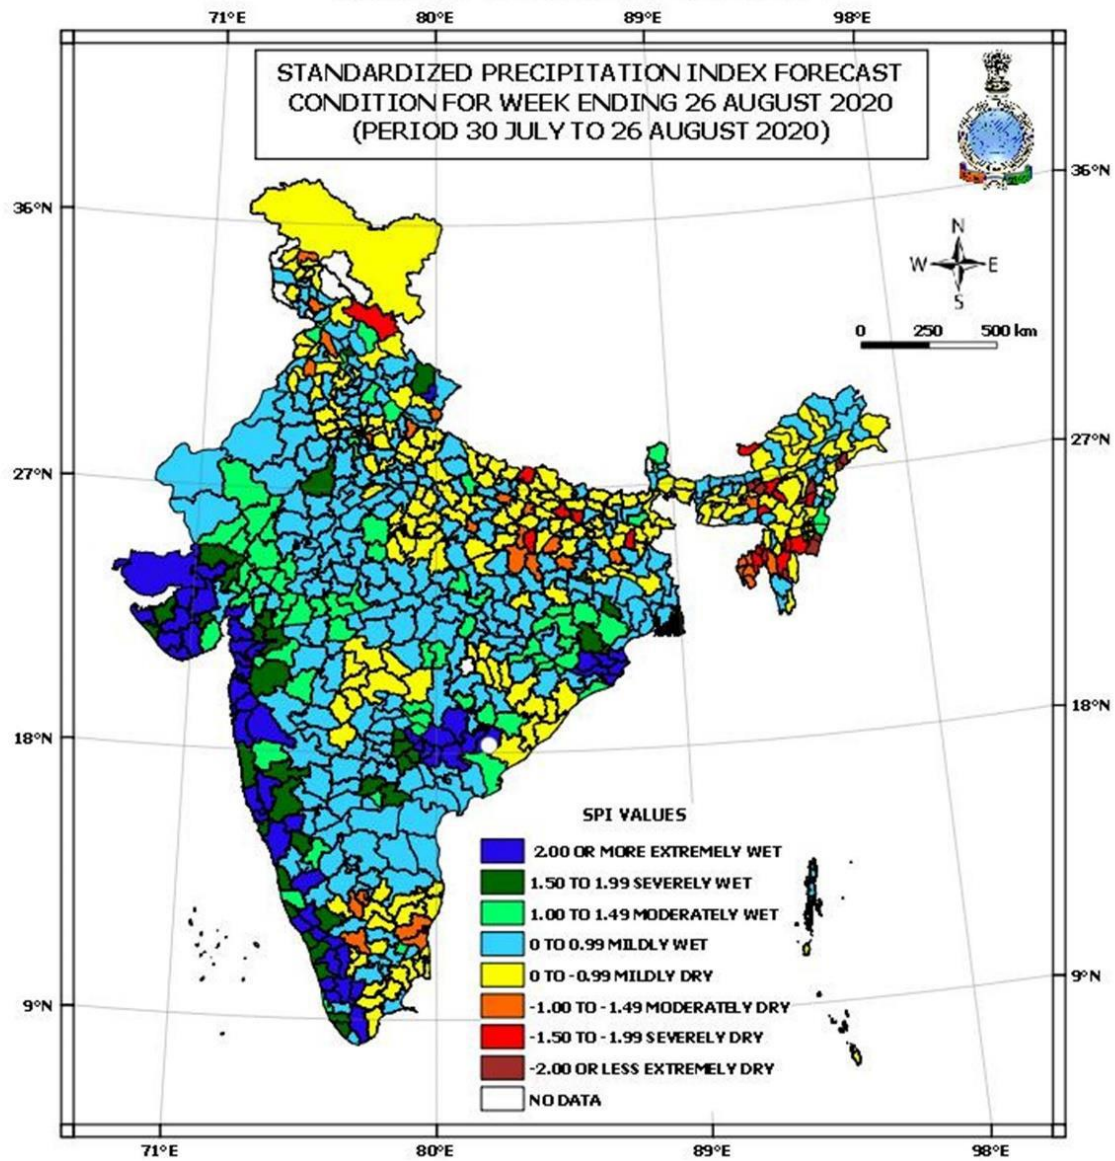 71°E 80°E 89°E 98°E
STANDARDIZED PRECIPITATION INDEX FORECAST
CONDITION FOR WEEK ENDING 26 AUGUST 2020
(PERIOD 30 JULY TO 26 AUGUST 2020)
36°N 36°N
N
W E
S
0 250 500 km
27°N 27°N
18°N 18°N
SPI VALUES
2.00 OR MORE EXTREMELY WET
1.50 TO 1.99 SEVERELY WET
1.00 TO 1.49 MODERATELY WET
0 TO 0.99 MILDLY WET
0 TO -0.99 MILDLY DRY
-1.00 TO -1.49 MODERATELY DRY
-1.50 TO -1.99 SEVERELY DRY
-2.00 OR LESS EXTREMELY DRY
NO DATA
9°N 9°N
71°E 80°E 89°E 98°E